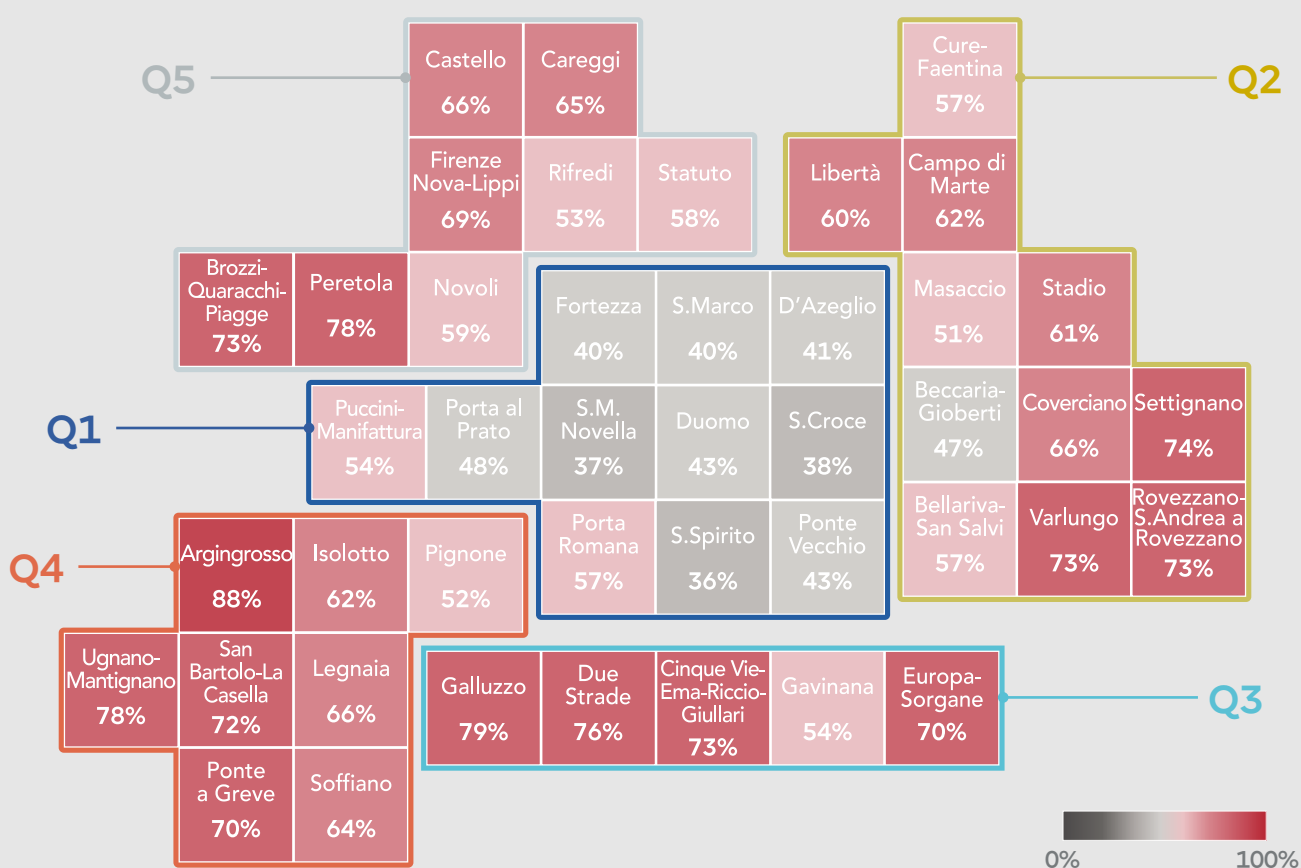 Q5
Castello
66%
Careggi
65%
Firenze
Nova-Lippi
69%
Rifredi
53%
Statuto
58%
Brozzi-
Quaracchi-
Piagge
73%
Peretola
78%
Novoli
59%
Q2
Cure-
Faentina
57%
Libertà
60%
Campo di
Marte
62%
Masaccio
51%
Stadio
61%
Beccaria-
Gioberti
47%
Coverciano
66%
Settignano
74%
Bellariva-
San Salvi
57%
Varlungo
73%
Rovezzano-
S.Andrea a
Rovezzano
73%
Q1
Fortezza
40%
S.Marco
40%
D'Azeglio
41%
Puccini-
Manifattura
54%
Porta al
Prato
48%
S.M.
Novella
37%
Duomo
43%
S.Croce
38%
Porta
Romana
57%
S.Spirito
36%
Ponte
Vecchio
43%
Q4
Argingrosso
88%
Isolotto
62%
Pignone
52%
Ugnano-
Mantignano
78%
San
Bartolo-La
Casella
72%
Legnaia
66%
Ponte
a Greve
70%
Soffiano
64%
Q3
Galluzzo
79%
Due
Strade
76%
Cinque Vie-
Ema-Riccio-
Giullari
73%
Gavinana
54%
Europa-
Sorgane
70%
0%
100%